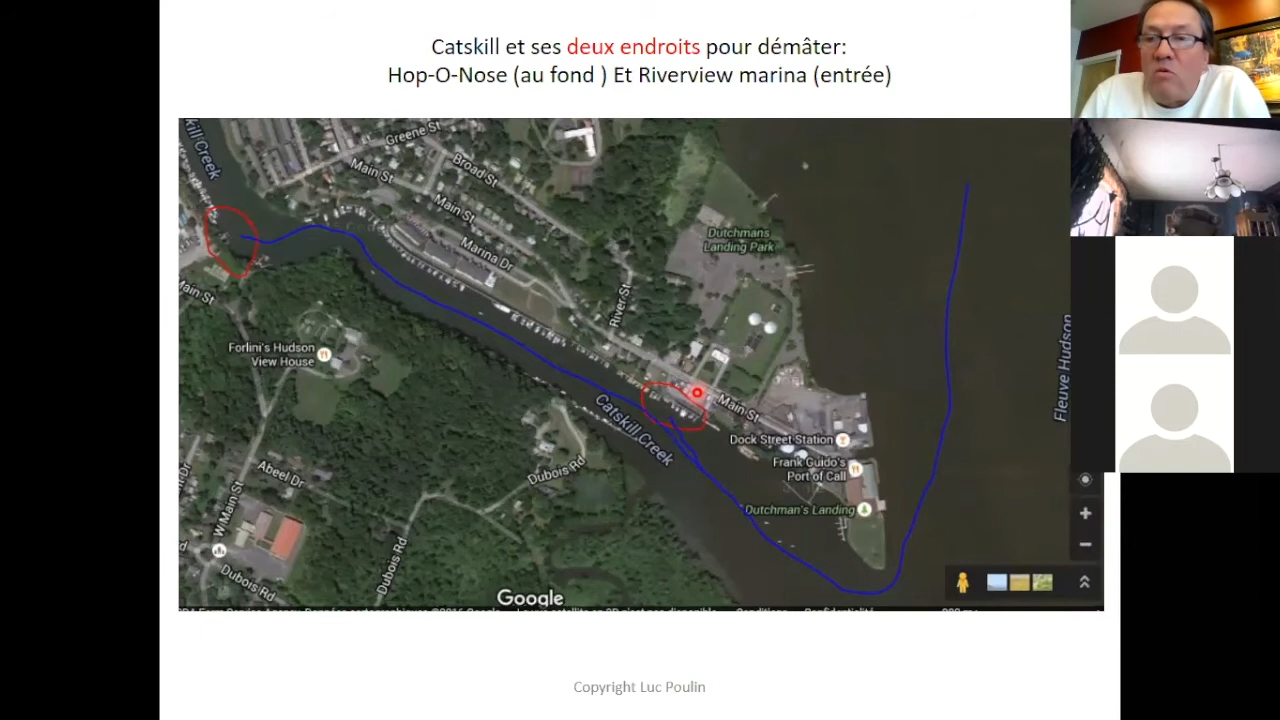 Catskill et ses deux endroits pour démâter:
Hop-O-Nose (au fond ) Et Riverview marina (entrée)
kill Creek
Greene St
Main St
Broad St
Main St
Marina Dr
River St
Dutchmans
Landing Park
Main St
Forlini's Hudson
View House
Fleuve Hudson
Main St
Catskill Creek
Dock Street Station
Frank Guido's
Port of Call
Dutchman's Landing
Abeel Dr
Dubois Rd
W Main St
Dubois Rd
Dubois Rd
Google
Copyright Luc Poulin